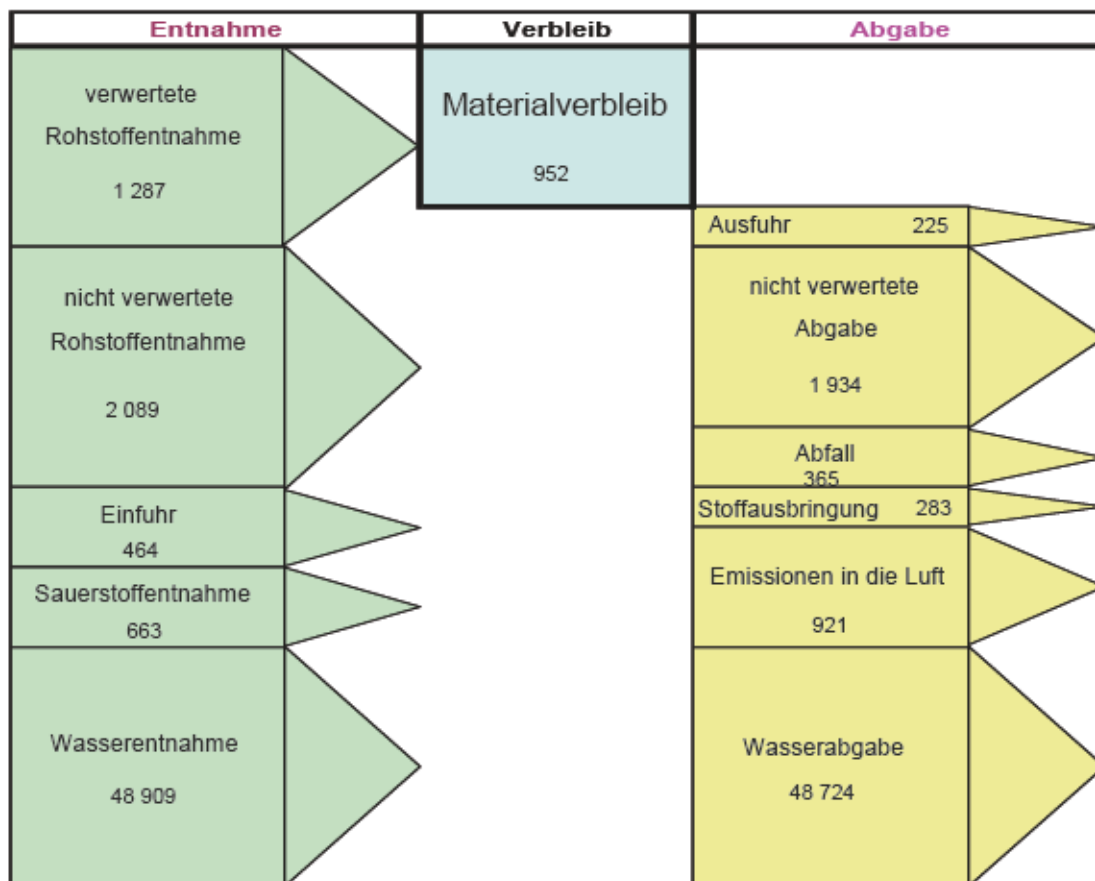 Entnahme
Verbleib
Abgabe
verwertete
Rohstoffentnahme
1 287
nicht verwertete
Rohstoffentnahme
2 089
Einfuhr
464
Sauerstoffentnahme
663
Wasserentnahme
48 909
Materialverbleib
952
Ausfuhr 225
nicht verwertete
Abgabe
1 934
Abfall
365
Stoffausbringung 283
Emissionen in die Luft
921
Wasserabgabe
48 724